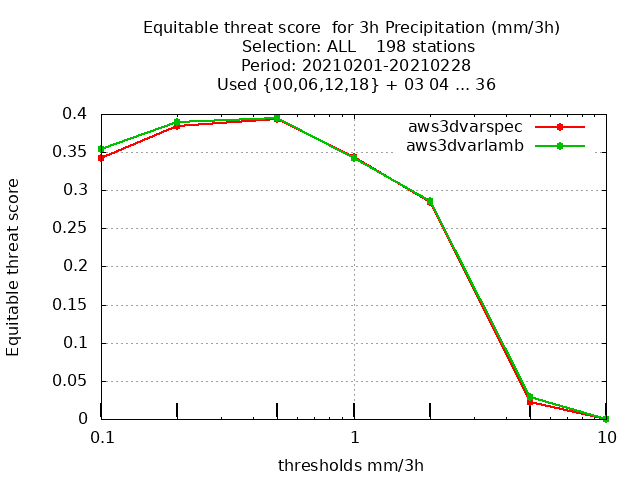 Equitable threat score  for 3h Precipitation (mm/3h)
Selection: ALL    198 stations
Period: 20210201-20210228
Used {00,06,12,18} + 03 04 ... 36
aws3dvarspec
aws3dvarlamb
Equitable threat score
0.4
0.35
0.3
0.25
0.2
0.15
0.1
0.05
0
0.1
1
10
thresholds mm/3h